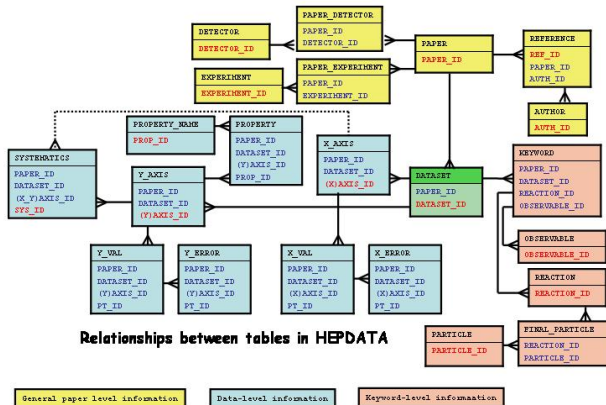 DETECTOR
DETECTOR_ID
PAPER_DETECTOR
PAPER_ID
DETECTOR_ID
PAPER
PAPER_ID
REFERENCE
REF_ID
PAPER_ID
AUTH_ID
EXPERIMENT
EXPERIMENT_ID
PAPER_EXPERIMENT
PAPER_ID
EXPERIMENT_ID
AUTHOR
AUTH_ID
PROPERTY_NAME
PROP_ID
PROPERTY
PAPER_ID
DATASET_ID
(Y)AXIS_ID
PROP_ID
X_AXIS
PAPER_ID
DATASET_ID
(X)AXIS_ID
KEYWORD
PAPER_ID
DATASET_ID
REACTION_ID
OBSERVABLE_ID
SYSTEMATICS
PAPER_ID
DATASET_ID
(X_Y)AXIS_ID
SYS_ID
Y_AXIS
PAPER_ID
DATASET_ID
(Y)AXIS_ID
DATASET
PAPER_ID
DATASET_ID
OBSERVABLE
OBSERVABLE_ID
Y_VAL
PAPER_ID
DATASET_ID
(Y)AXIS_ID
PT_ID
Y_ERROR
PAPER_ID
DATASET_ID
(Y)AXIS_ID
PT_ID
X_VAL
PAPER_ID
DATASET_ID
(X)AXIS_ID
PT_ID
X_ERROR
PAPER_ID
DATASET_ID
(X)AXIS_ID
PT_ID
REACTION
REACTION_ID
PARTICLE
PARTICLE_ID
FINAL_PARTICLE
REACTION_ID
PARTICLE_ID
Relationships between tables in HEPDATA
General paper level information
Data-level information
Keyword-level informaation